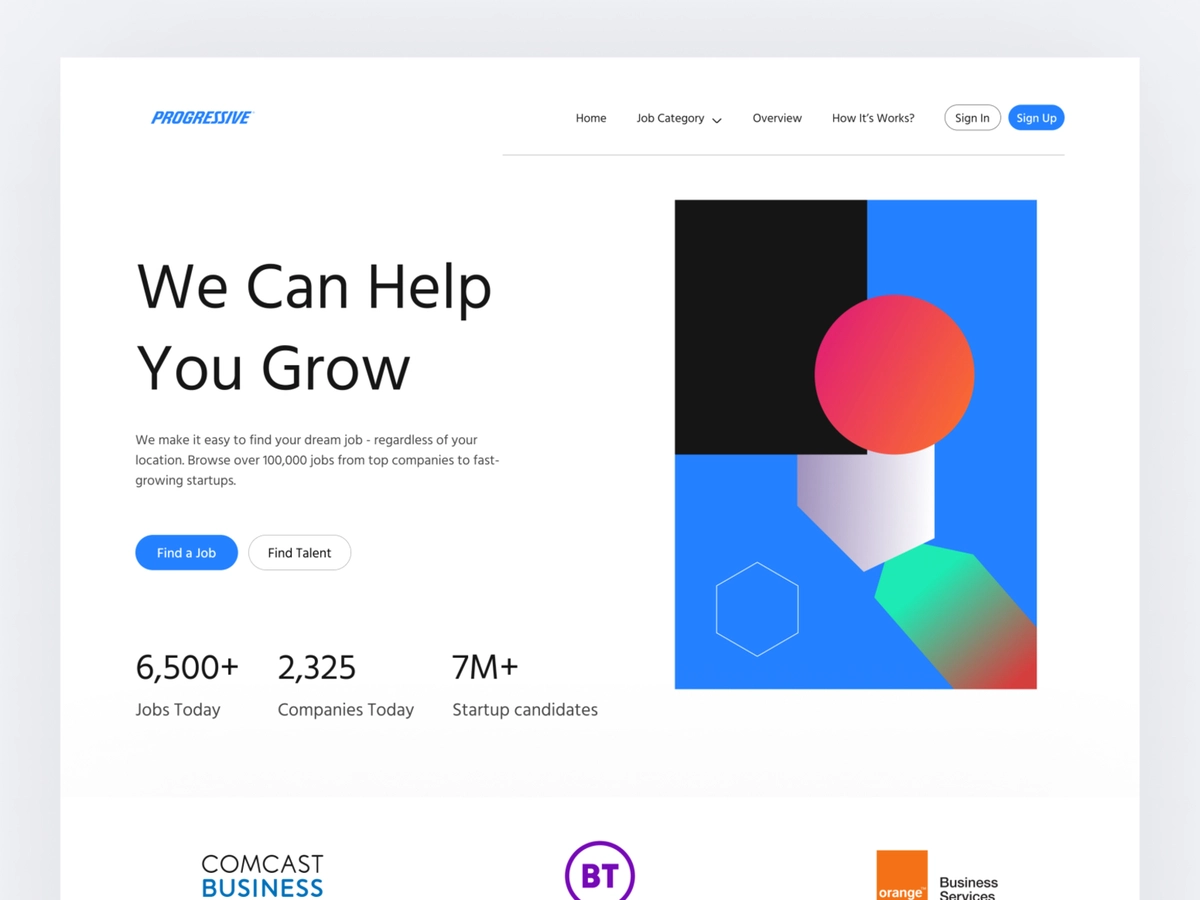 PROGRESSIVE
Home
Job Category
Overview
How It's Works?
Sign In
Sign Up
We Can Help
You Grow
We make it easy to find your dream job - regardless of your
location. Browse over 100,000 jobs from top companies to fast-
growing startups.
Find a Job
Find Talent
6,500+
2,325
7M+
Jobs Today
Companies Today
Startup candidates
COMCAST
BUSINESS
BT
orange™
Business
Services